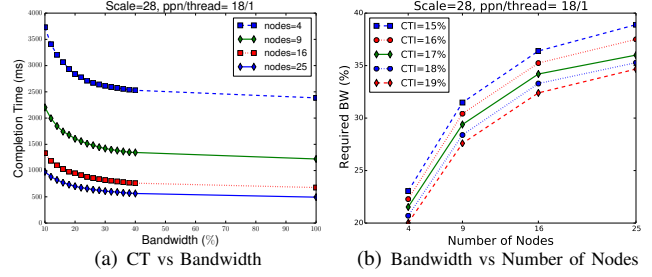 Scale=28, ppn/thread= 18/1
4000
3500
3000
2500
2000
1500
1000
500
0
Completion Time (ms)
nodes=4
nodes=9
nodes=16
nodes=25
10 20 30 40 50 60 70 80 90 100
Bandwidth (%)
(a) CT vs Bandwidth
Scale=28, ppn/thread= 18/1
40
35
30
25
20
Required BW (%)
CTI=15%
CTI=16%
CTI=17%
CTI=18%
CTI=19%
4 9 16 25
Number of Nodes
(b) Bandwidth vs Number of Nodes